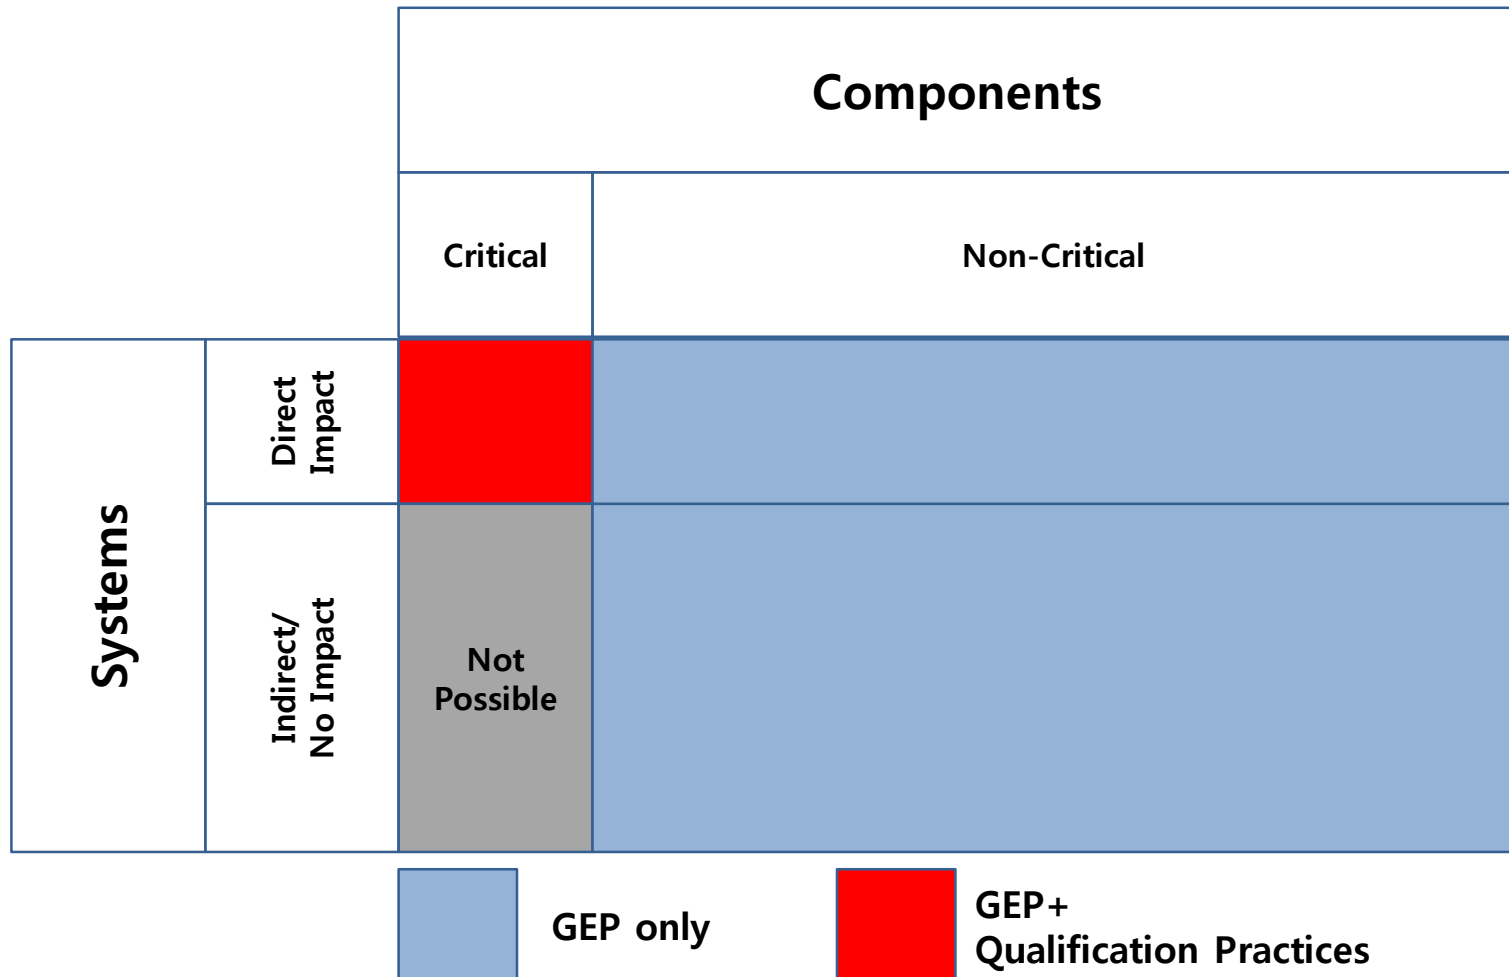 Components
Critical
Non-Critical
Systems
Direct
Impact
Indirect/
No Impact
Not
Possible
GEP only
GEP+
Qualification Practices